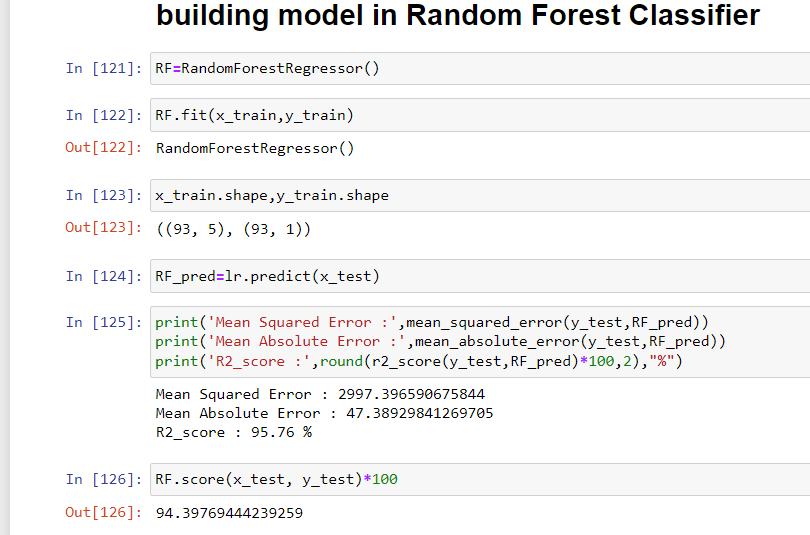 building model in Random Forest Classifier
In [121]: RF=RandomForestRegressor()
In [122]: RF.fit(x_train,y_train)
Out[122]: RandomForestRegressor()
In [123]: x_train.shape,y_train.shape
Out[123]: ((93, 5), (93, 1))
In [124]: RF_pred=lr.predict(x_test)
In [125]: print('Mean Squared Error :',mean_squared_error(y_test,RF_pred))
print('Mean Absolute Error :',mean_absolute_error(y_test,RF_pred))
print('R2_score :',round(r2_score(y_test,RF_pred)*100,2),"%")
Mean Squared Error : 2997.396590675844
Mean Absolute Error : 47.38929841269705
R2_score : 95.76 %
In [126]: RF.score(x_test, y_test)*100
Out[126]: 94.39769444239259